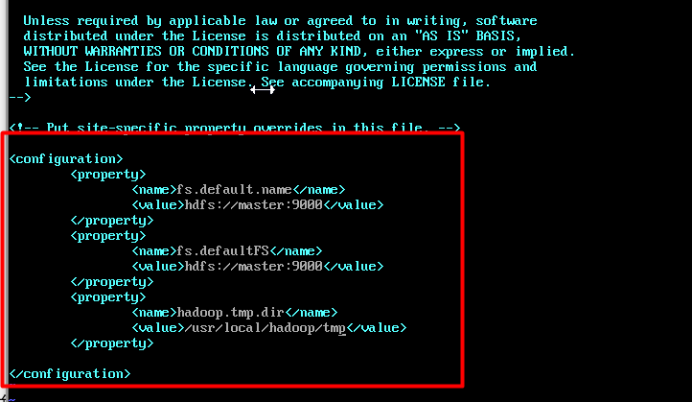 Unless required by applicable law or agreed to in writing, software
distributed under the License is distributed on an "AS IS" BASIS,
WITHOUT WARRANTIES OR CONDITIONS OF ANY KIND, either express or implied.
See the License for the specific language governing permissions and
limitations under the License. See accompanying LICENSE file.
-->
<!-- Put site-specific property overrides in this file. -->
<configuration>
<property>
<name>fs.default.name</name>
<value>hdfs://master:9000</value>
</property>
<property>
<name>fs.defaultFS</name>
<value>hdfs://master:9000</value>
</property>
<property>
<name>hadoop.tmp.dir</name>
<value>/usr/local/hadoop/tmp</value>
</property>
</configuration>
~